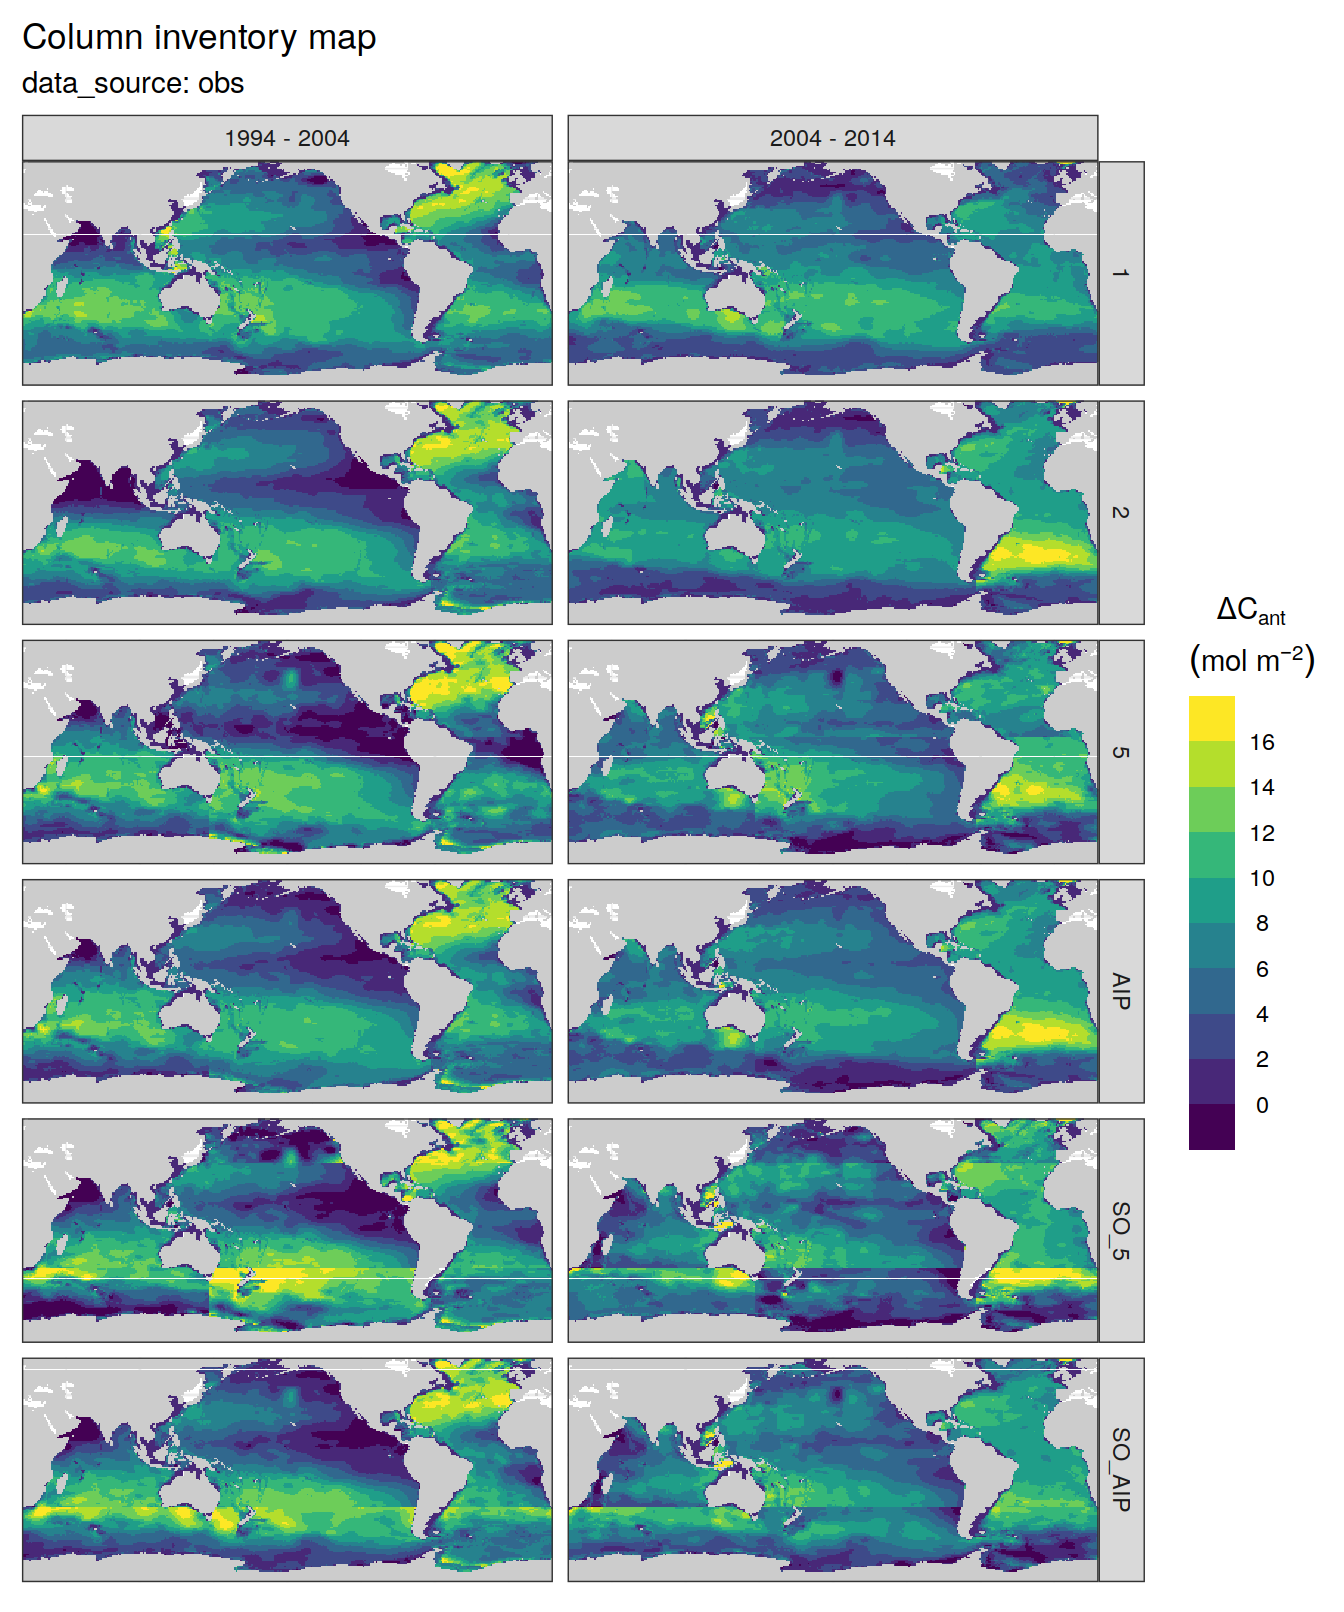 Column inventory map
data_source: obs
1994 - 2004
2004 - 2014
1
2
5
AIP
SO_5
SO_AIP
ΔCant
(mol m−2)
16
14
12
10
8
6
4
2
0